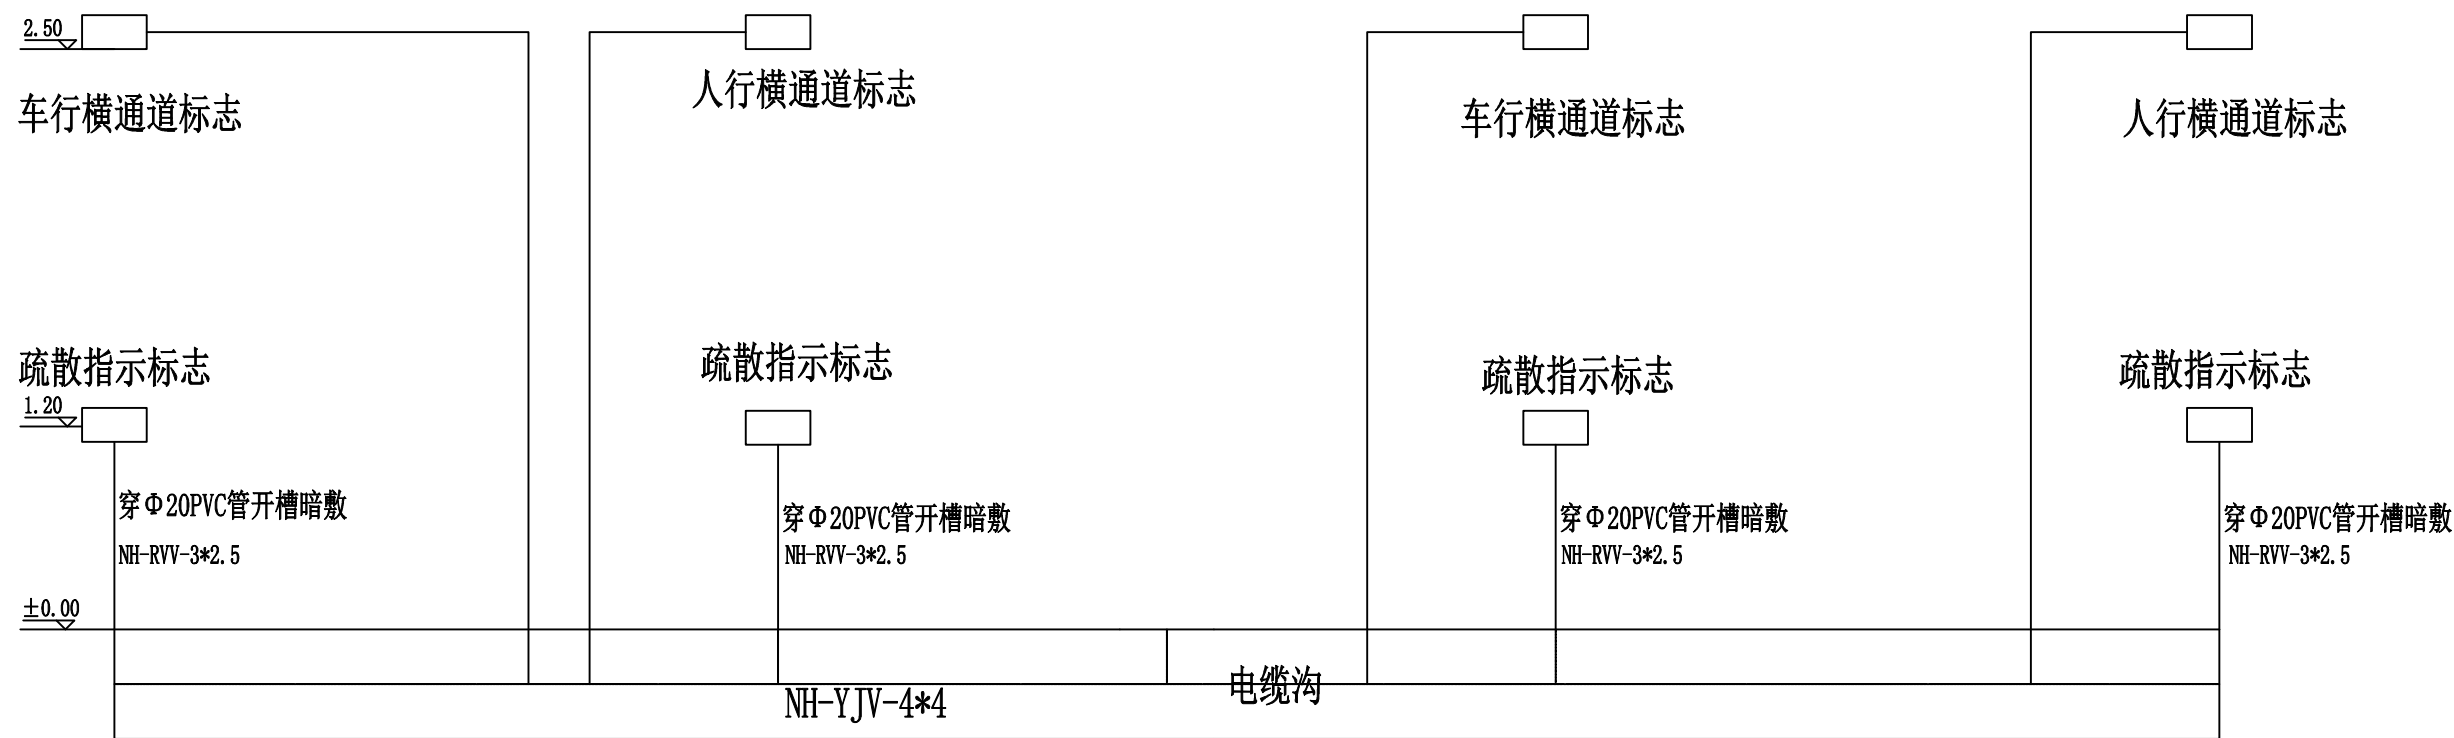 2.50
车行横通道标志
人行横通道标志
车行横通道标志
人行横通道标志
疏散指示标志
疏散指示标志
疏散指示标志
疏散指示标志
1.20
穿Φ20PVC管开槽暗敷
NH-RVV-3*2.5
穿Φ20PVC管开槽暗敷
NH-RVV-3*2.5
穿Φ20PVC管开槽暗敷
NH-RVV-3*2.5
穿Φ20PVC管开槽暗敷
NH-RVV-3*2.5
±0.00
电缆沟
NH-YJV-4*4